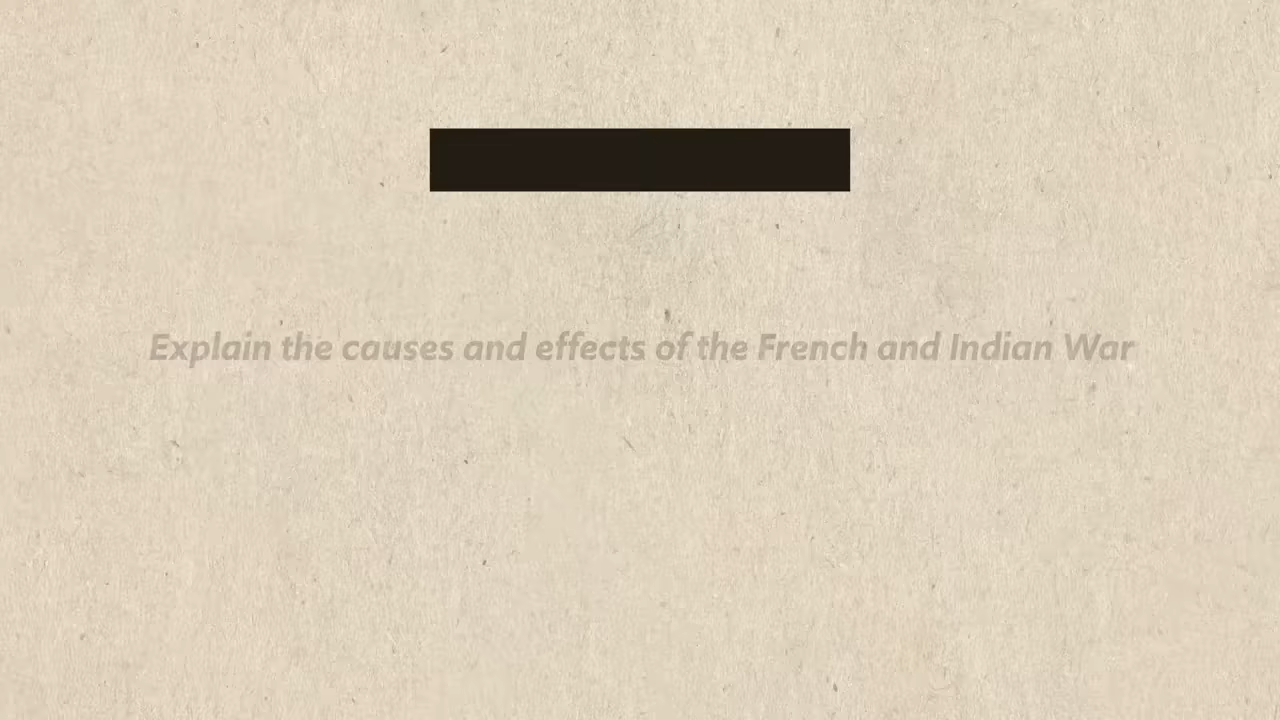 Explain the causes and effects of the French and Indian War